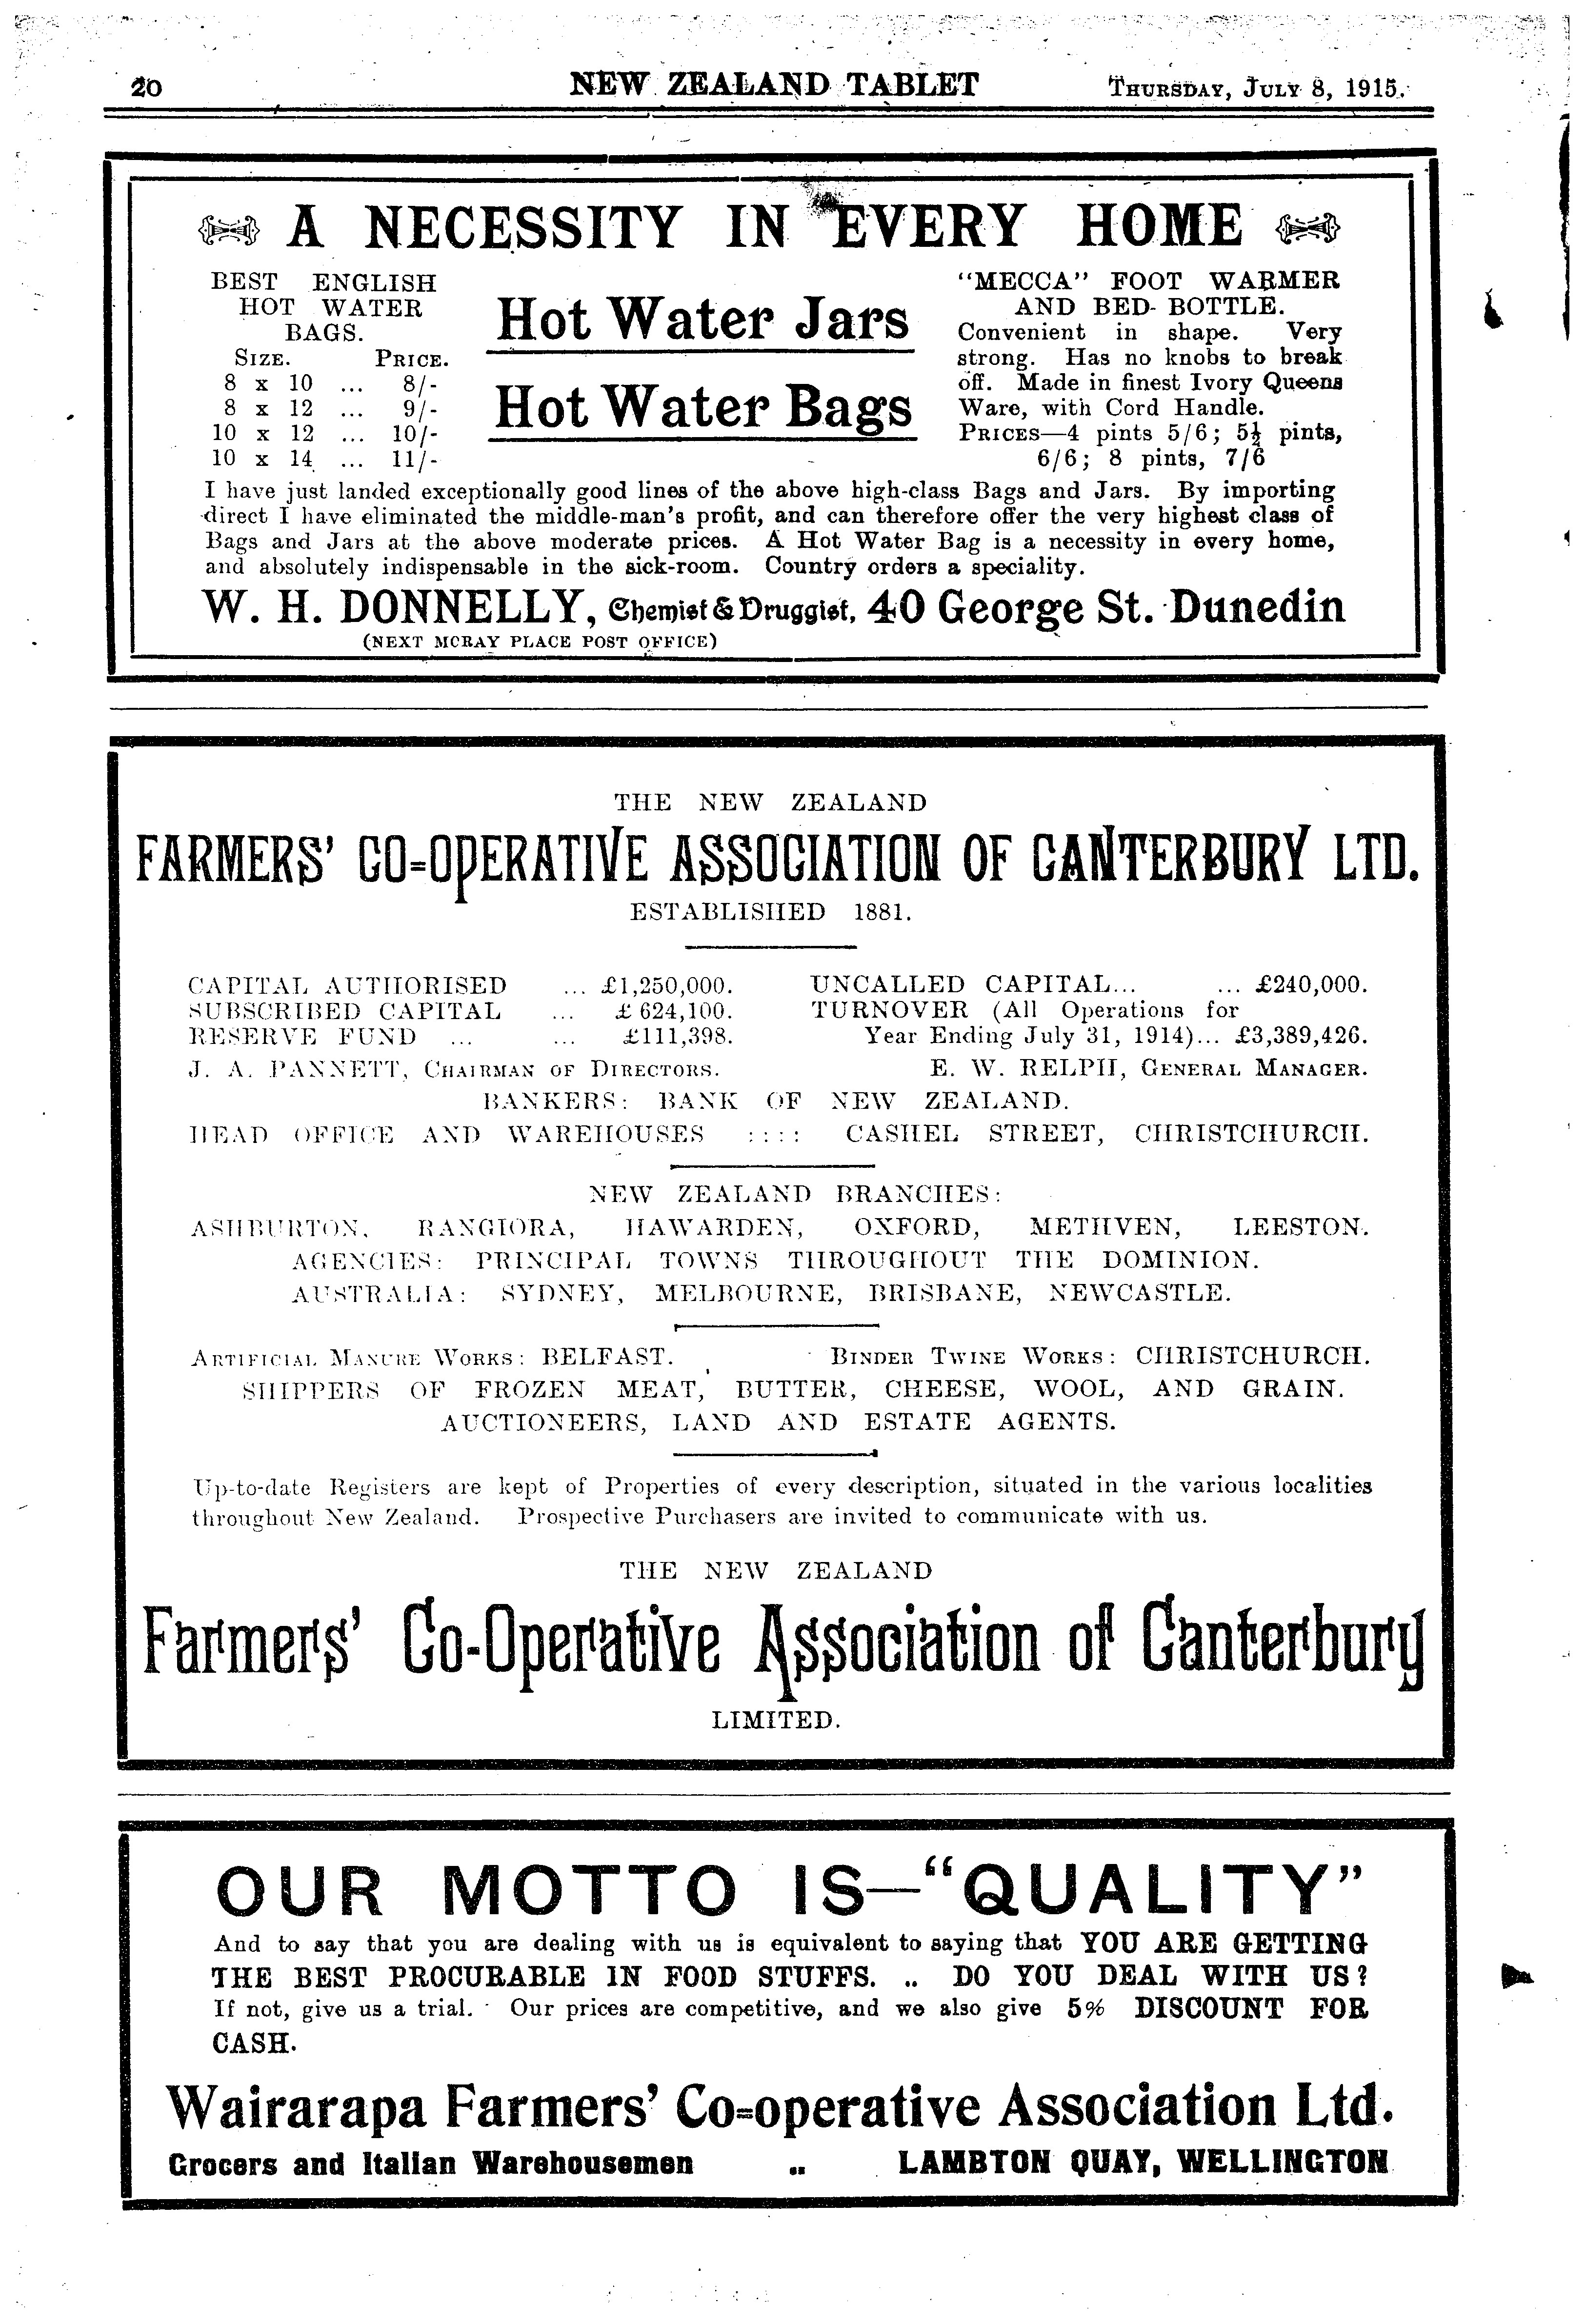 20 NEW ZEALAND TABLET THURSDAY, JULY 8, 1915.
A NECESSITY IN EVERY HOME
BEST ENGLISH
HOT WATER
BAGS.
SIZE. PRICE.
8 x 10 ... 8/-
8 x 12 ... 9/-
10 x 12 ... 10/-
10 x 14 ... 11/-
Hot Water Jars
Hot Water Bags
"MECCA" FOOT WARMER
AND BED-BOTTLE.
Convenient in shape. Very
strong. Has no knobs to break
off. Made in finest Ivory Queens
Ware, with Cord Handle.
PRICES—4 pints 5/6; 5½ pints,
6/6; 8 pints, 7/6
I have just landed exceptionally good lines of the above high-class Bags and Jars. By importing
direct I have eliminated the middle-man's profit, and can therefore offer the very highest class of
Bags and Jars at the above moderate prices. A Hot Water Bag is a necessity in every home,
and absolutely indispensable in the sick-room. Country orders a speciality.
W. H. DONNELLY, Chemist & Druggist, 40 George St. Dunedin
(NEXT MCRAY PLACE POST OFFICE)
THE NEW ZEALAND
FARMERS' CO-OPERATIVE ASSOCIATION OF CANTERBURY LTD.
ESTABLISHED 1881.
CAPITAL AUTHORISED ... £1,250,000.
SUBSCRIBED CAPITAL ... £624,100.
RESERVE FUND ... ... £111,398.
UNCALLED CAPITAL... ... £240,000.
TURNOVER (All Operations for
Year Ending July 31, 1914)... £3,389,426.
J. A. PANNETT, CHAIRMAN OF DIRECTORS. E. W. RELPH, GENERAL MANAGER.
BANKERS: BANK OF NEW ZEALAND.
HEAD OFFICE AND WAREHOUSES :::: CASHEL STREET, CHRISTCHURCH.
NEW ZEALAND BRANCHES:
ASHBURTON, RANGIORA, HAWARDEN, OXFORD, METHVEN, LEESTON.
AGENCIES: PRINCIPAL TOWNS THROUGHOUT THE DOMINION.
AUSTRALIA: SYDNEY, MELBOURNE, BRISBANE, NEWCASTLE.
ARTIFICIAL MANURE WORKS: BELFAST. BINDER TWINE WORKS: CHRISTCHURCH.
SHIPPERS OF FROZEN MEAT, BUTTER, CHEESE, WOOL, AND GRAIN.
AUCTIONEERS, LAND AND ESTATE AGENTS.
Up-to-date Registers are kept of Properties of every description, situated in the various localities
throughout New Zealand. Prospective Purchasers are invited to communicate with us.
THE NEW ZEALAND
Farmers' Co-Operative Association of Canterbury
LIMITED.
OUR MOTTO IS—"QUALITY"
And to say that you are dealing with us is equivalent to saying that YOU ARE GETTING
THE BEST PROCURABLE IN FOOD STUFFS. .. DO YOU DEAL WITH US?
If not, give us a trial. Our prices are competitive, and we also give 5% DISCOUNT FOR
CASH.
Wairarapa Farmers' Co-operative Association Ltd.
Grocers and Italian Warehousemen .. LAMBTON QUAY, WELLINGTON